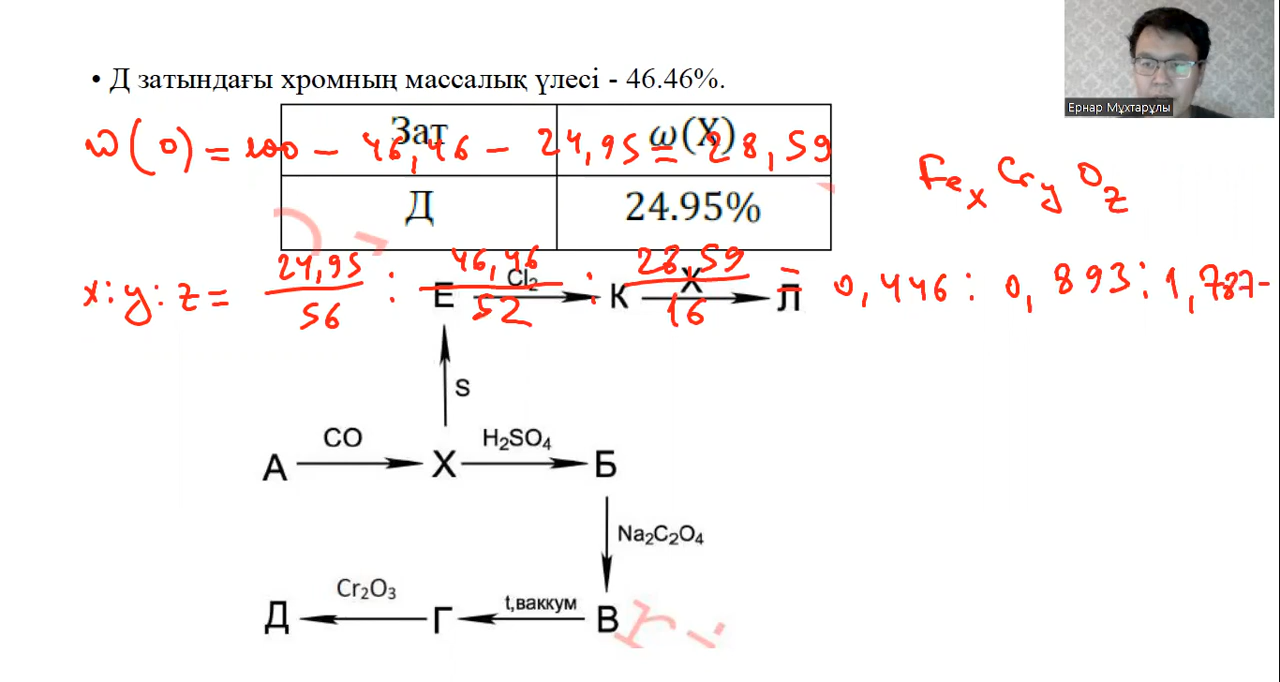 Ернар Мұхтарұлы
• Д затындағы хромның массалық үлесі - 46.46%.
Зат ω(X)
w(0) = 100 - 46,46 - 24,95 = 28,59
FexCryOz
Д 24.95%
x:y:z = 24,95/56 : 46,46/52 : 28,59/16 = 0,446 : 0,893 : 1,787-
E Cl₂ К X Л
S
A CO X H₂SO₄ Б
Na₂C₂O₄
Д Cr₂O₃ Г t,ваккум В